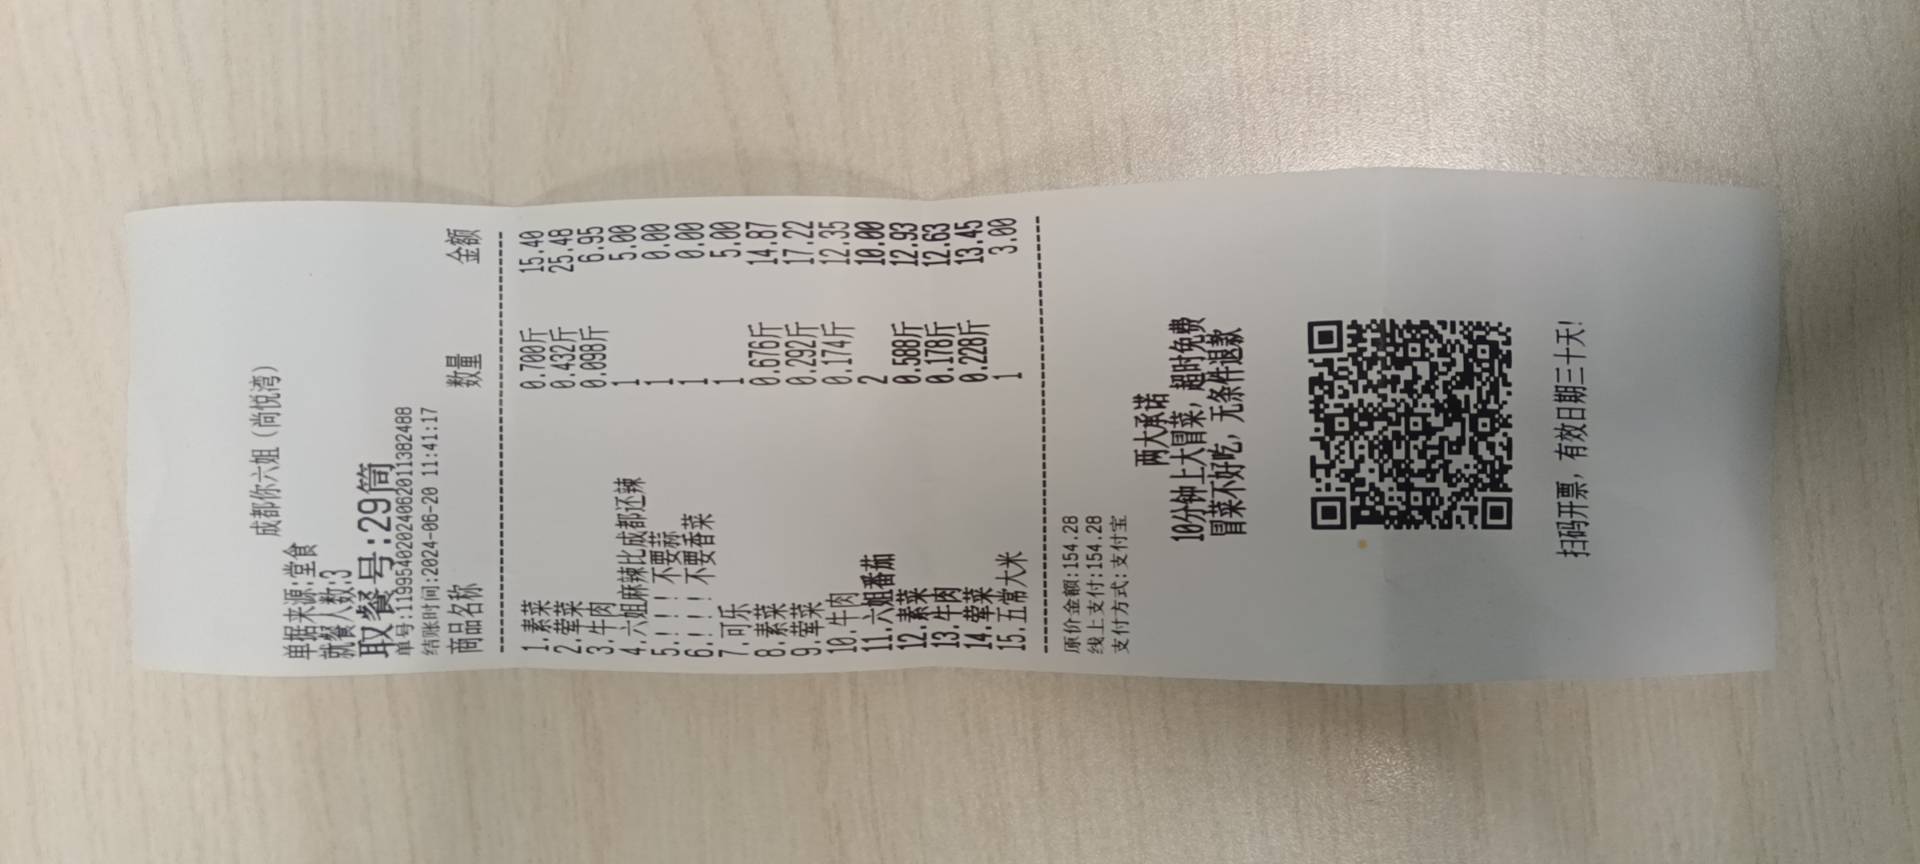 成都你六姐（尚悦湾）
单据来源:堂食
就餐人数:3
取餐号:29筒
单号:119954020240620113824​88
结账时间:2024-06-20 11:41:17
商品名称 数量 金额
1.素菜 0.700斤 15.40
2.荤菜 0.432斤 25.48
3.牛肉 0.098斤 6.95
4.六姐麻辣比成都还辣 1 5.00
5.!!!不要蒜 1 0.00
6.!!!不要香菜 1 0.00
7.可乐 1 5.00
8.素菜 0.676斤 14.87
9.荤菜 0.292斤 17.22
10.牛肉 0.174斤 12.35
11.六姐番茄 2 10.00
12.素菜 0.588斤 12.93
13.牛肉 0.178斤 12.63
14.荤菜 0.228斤 13.45
15.五常大米 1 3.00
原价金额:154.28
线上支付:154.28
支付方式:支付宝
两大承诺
10分钟上大冒菜，超时免费
冒菜不好吃，无条件退款
扫码开票，有效日期三十天!